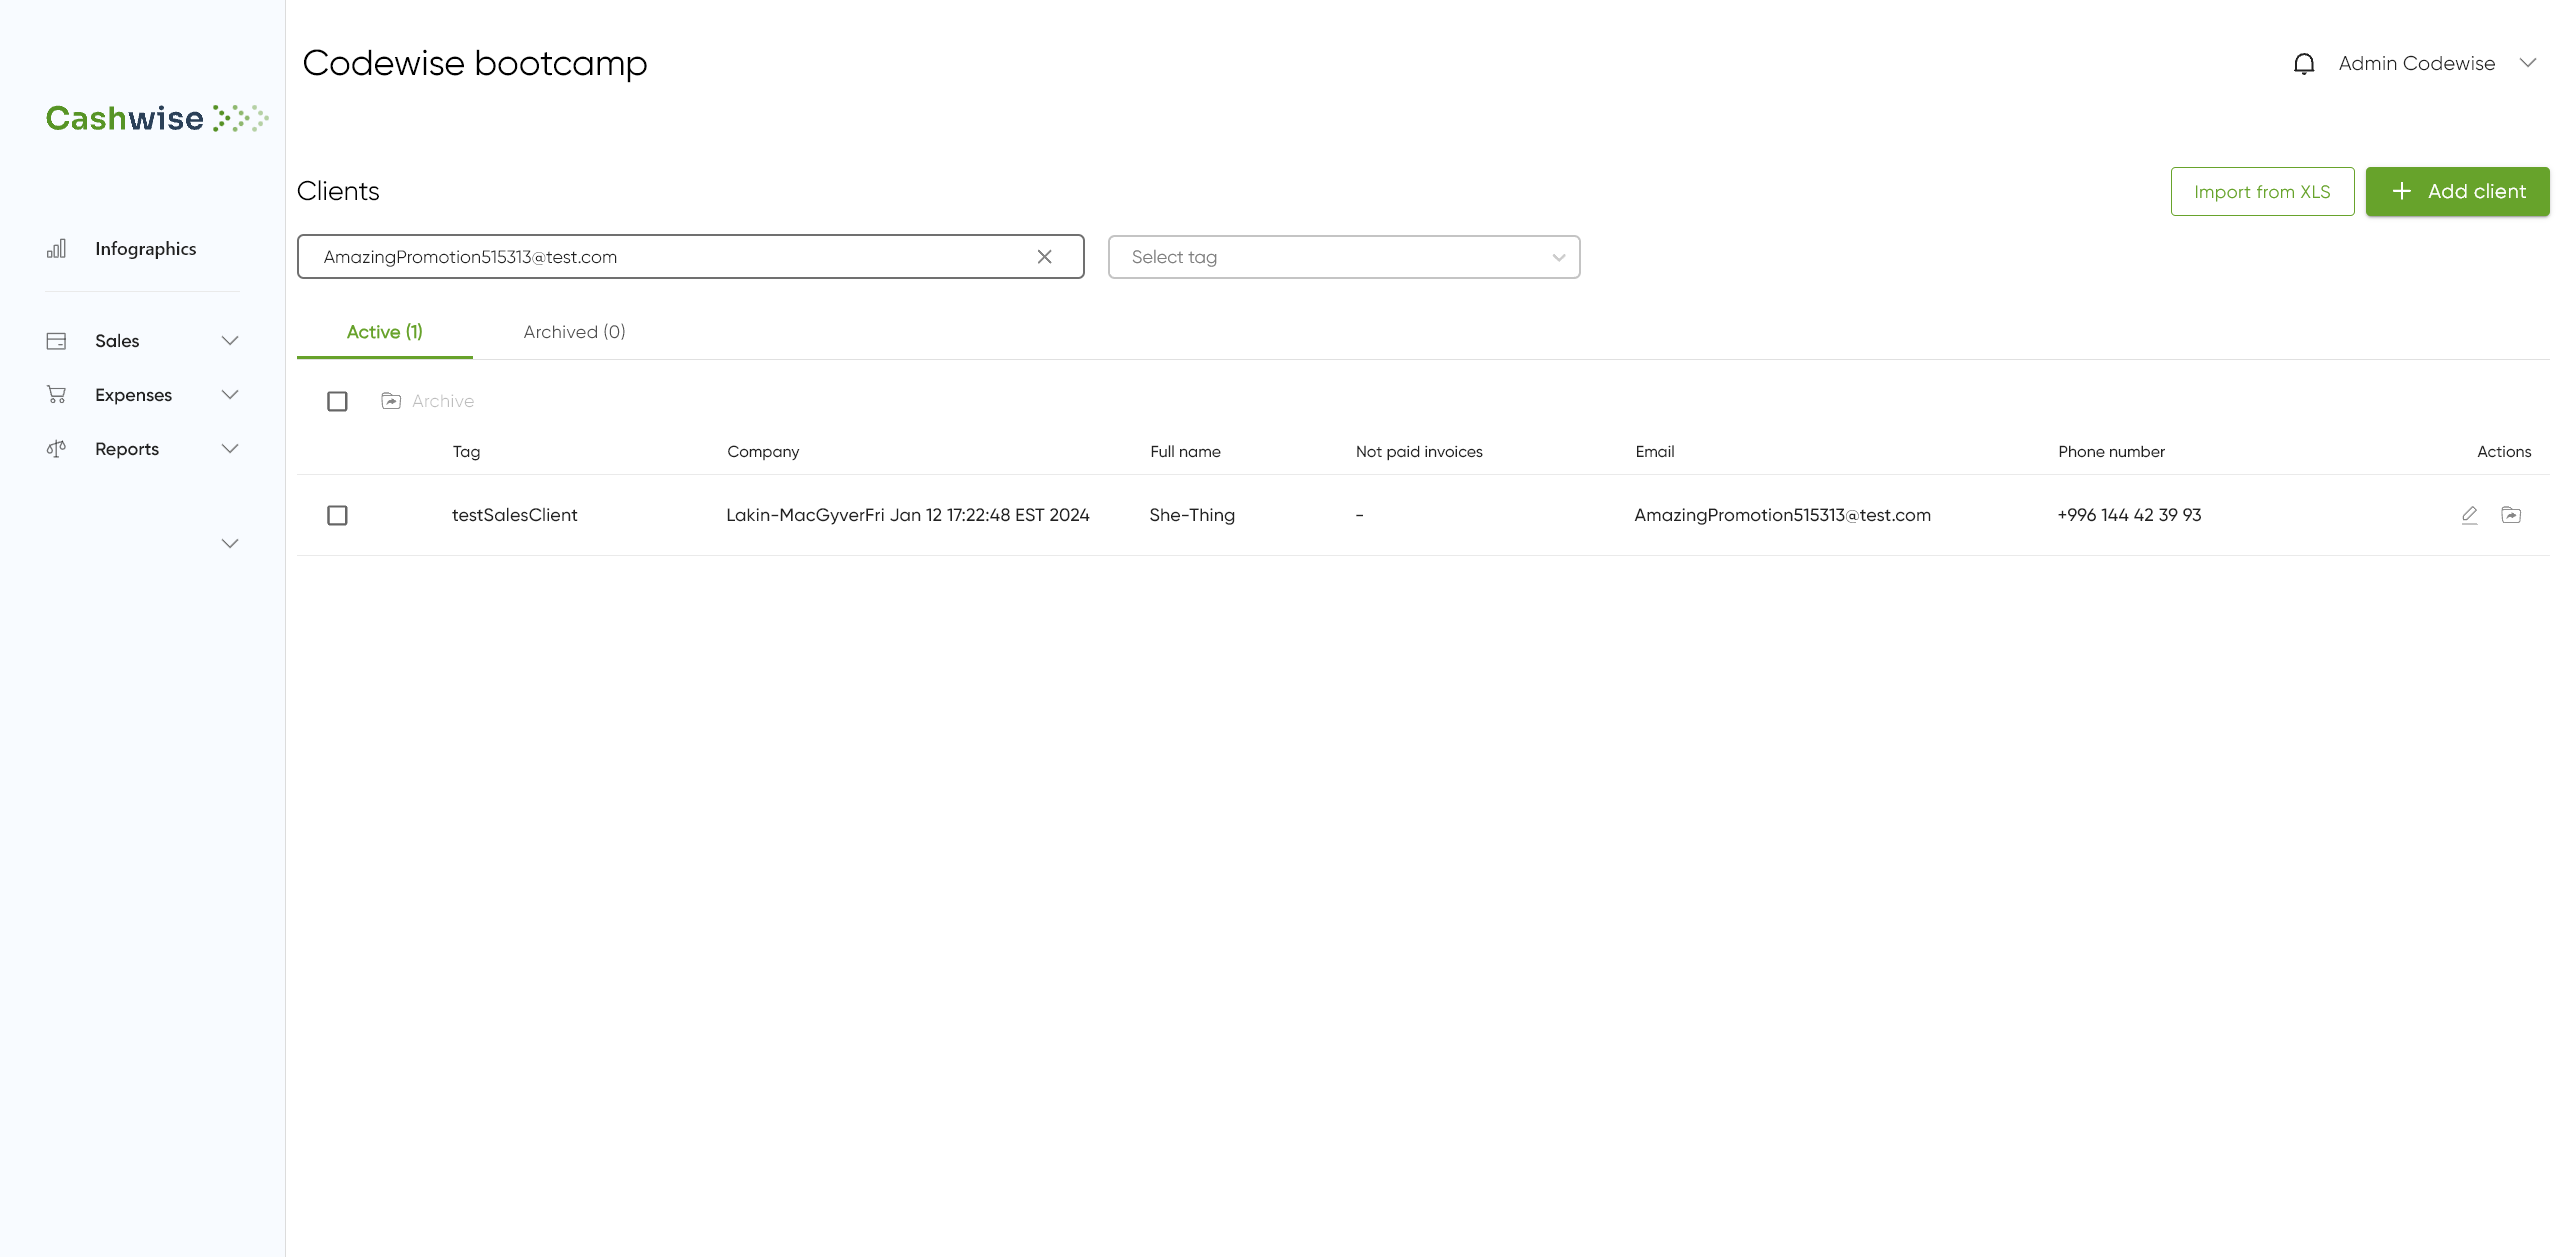 Codewise bootcamp
Admin Codewise
Cashwise
Infographics
Sales
Expenses
Reports
Clients
Import from XLS
Add client
AmazingPromotion515313@test.com
Select tag
Active (1)
Archived (0)
Archive
Tag Company Full name Not paid invoices Email Phone number Actions
testSalesClient Lakin-MacGyverFri Jan 12 17:22:48 EST 2024 She-Thing - AmazingPromotion515313@test.com +996 144 42 39 93